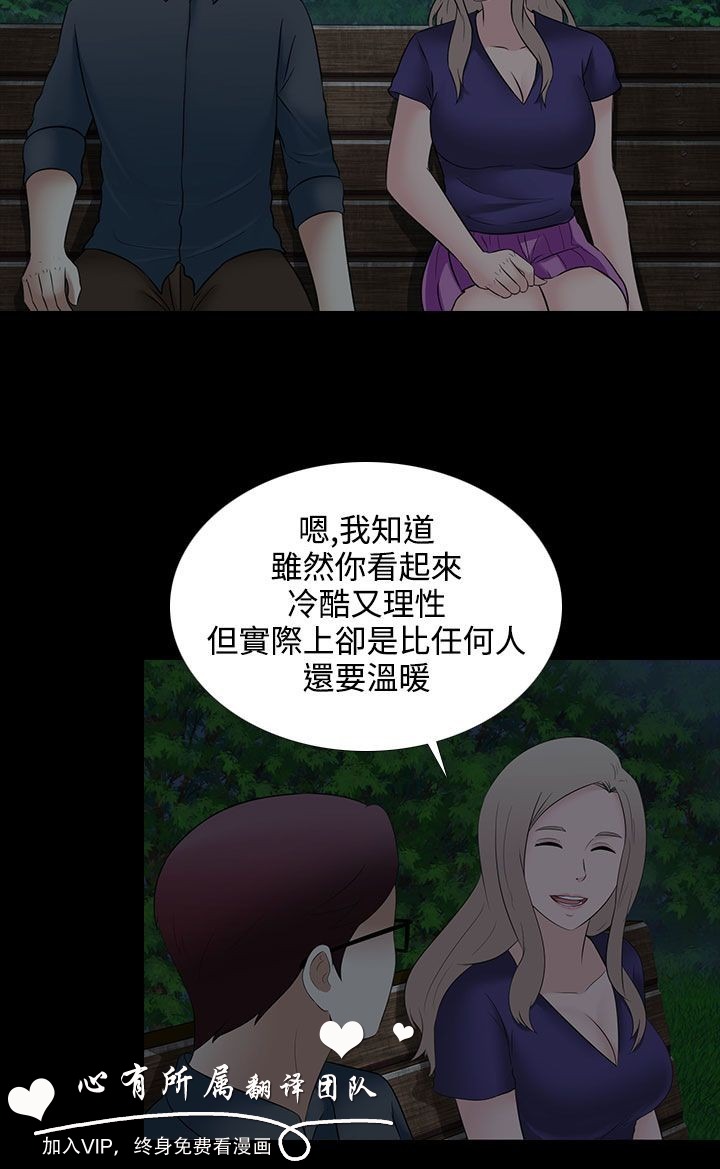 嗯,我知道
雖然你看起來
冷酷又理性
但實際上卻是比任何人
還要溫暖
心有所属翻译团队
加入VIP，终身免费看漫画